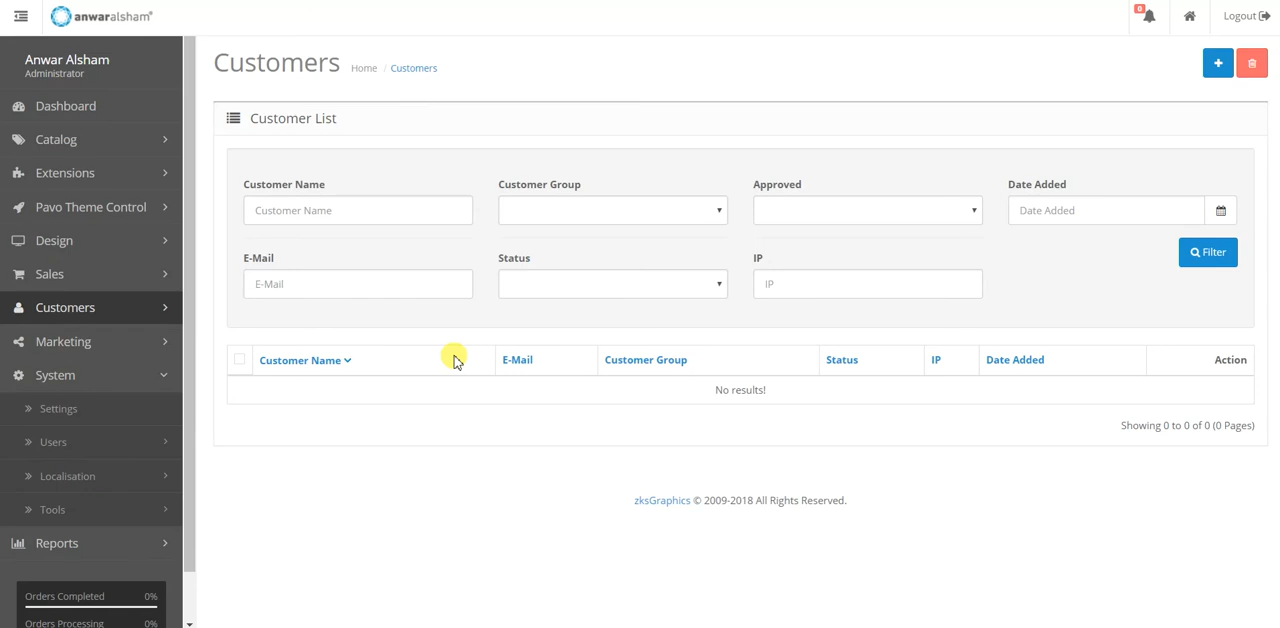 anwaralsham®
0
Logout
Anwar Alsham
Administrator
Dashboard
Catalog
Extensions
Pavo Theme Control
Design
Sales
Customers
Marketing
System
Settings
Users
Localisation
Tools
Reports
Orders Completed 0%
Orders Processing 0%
Customers Home / Customers
Customer List
Customer Name Customer Group Approved Date Added
Customer Name Date Added
Filter
E-Mail Status IP
E-Mail IP
Customer Name E-Mail Customer Group Status IP Date Added Action
No results!
Showing 0 to 0 of 0 (0 Pages)
zksGraphics © 2009-2018 All Rights Reserved.